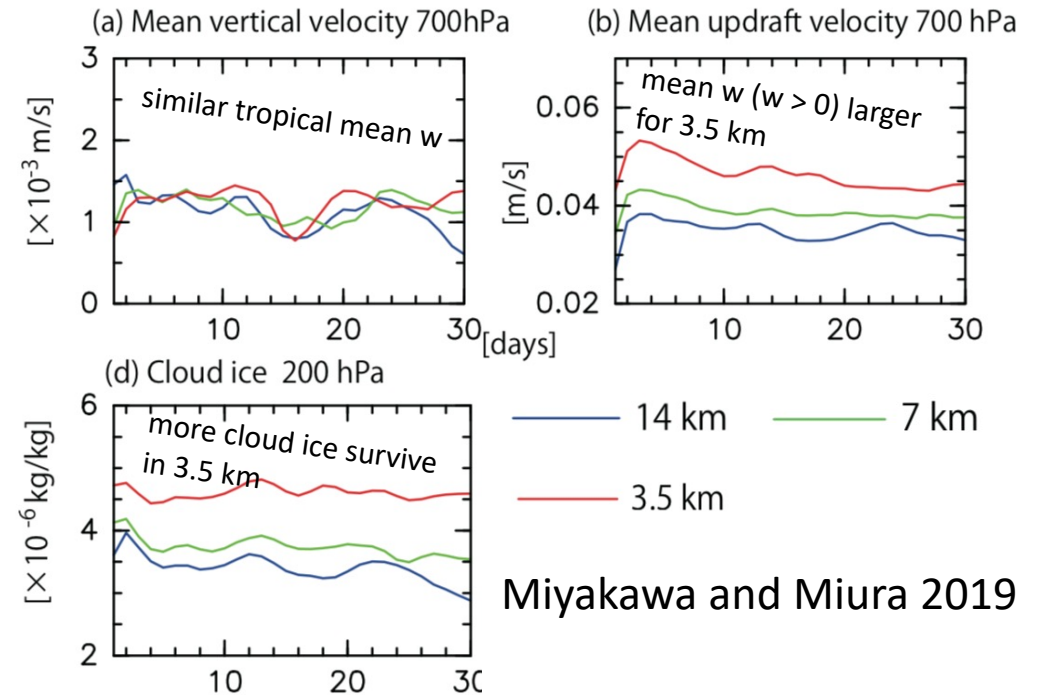 (a) Mean vertical velocity 700hPa
3
2
1
0
[×10⁻³ m/s]
similar tropical mean w
10
20
30
[days]
(b) Mean updraft velocity 700 hPa
0.06
0.04
0.02
[m/s]
mean w (w > 0) larger
for 3.5 km
10
20
30
(d) Cloud ice 200 hPa
6
4
2
[×10⁻⁶ kg/kg]
more cloud ice survive
in 3.5 km
10
20
14 km
7 km
3.5 km
Miyakawa and Miura 2019